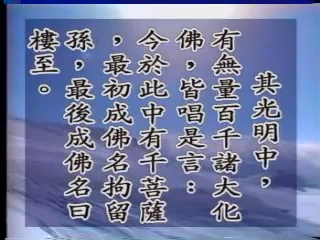 其光明中，
有無量百千諸大化
佛，皆唱是言：
今於此中有千菩薩
，最初成佛名拘留
孫，最後成佛名曰
樓至。